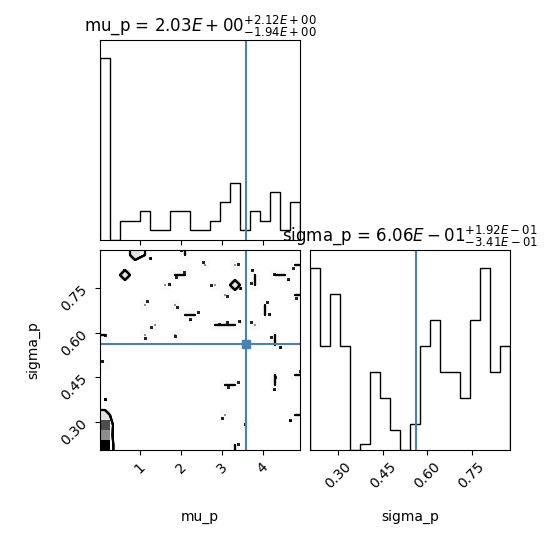 mu_p = 2.03E+00+2.12E+00−1.94E+00
sigma_p = 6.06E−01+1.92E−01−3.41E−01
0.75
0.60
0.45
0.30
sigma_p
1
2
3
4
mu_p
0.30
0.45
0.60
0.75
sigma_p